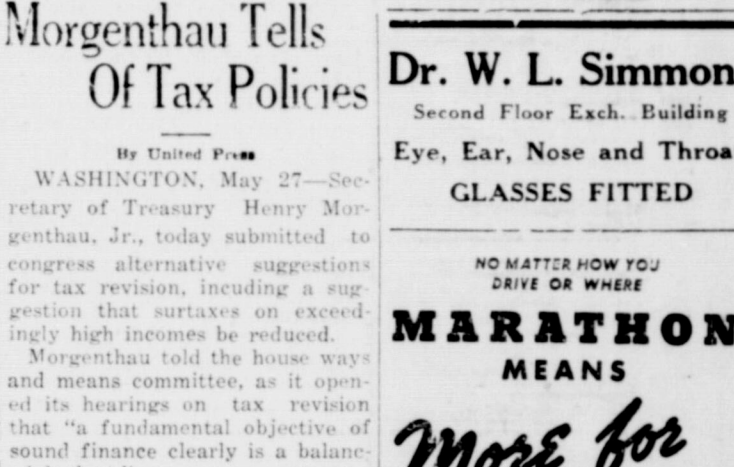 Morgenthau Tells
Of Tax Policies
By United Press
WASHINGTON, May 27—Sec-
retary of Treasury Henry Mor-
genthau, Jr., today submitted to
congress alternative suggestions
for tax revision, incuding a sug-
gestion that surtaxes on exceed-
ingly high incomes be reduced.
Morgenthau told the house ways
and means committee, as it open-
ed its hearings on tax revision
that "a fundamental objective of
sound finance clearly is a balanc-
Dr. W. L. Simmon
Second Floor Exch. Building
Eye, Ear, Nose and Throa
GLASSES FITTED
NO MATTER HOW YOU
DRIVE OR WHERE
MARATHON
MEANS
More for